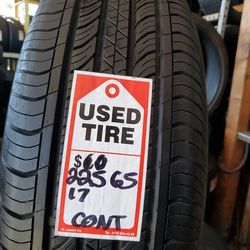 USED
TIRE
$60
225 65
17
CONT